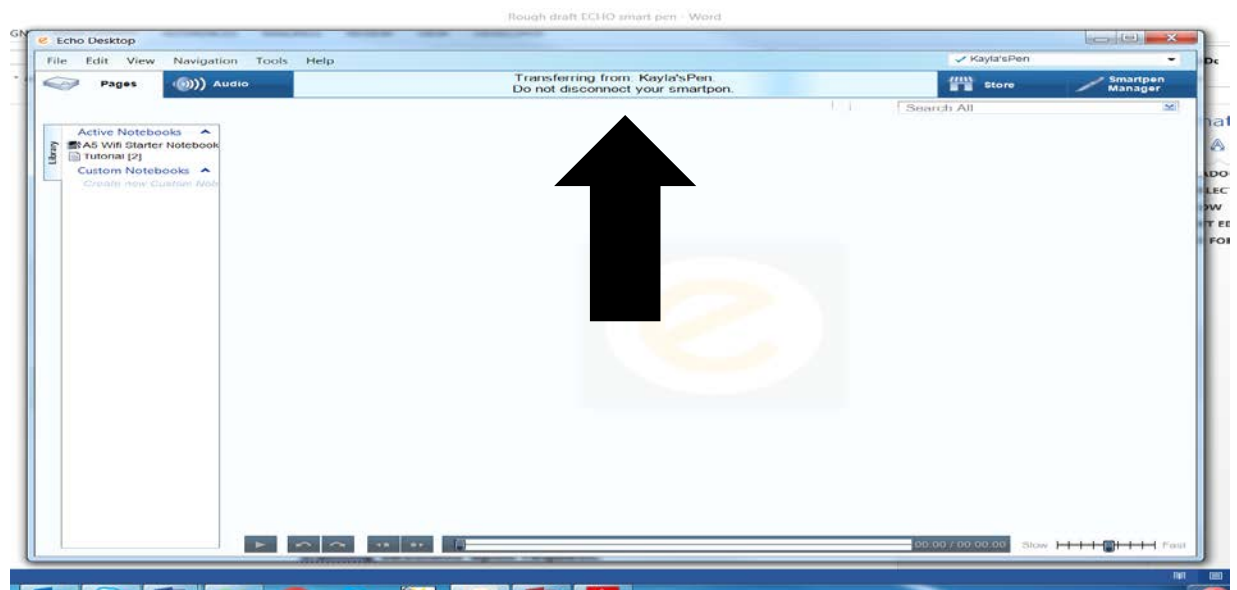 Rough draft ECHO smart pen - Word
Echo Desktop
File Edit View Navigation Tools Help
Kayla'sPen
Pages
Audio
Transferring from: Kayla'sPen.
Do not disconnect your smartpen.
Store
Smartpen
Manager
Search All
Library
Active Notebooks
A5 Wifi Starter Notebook
Tutorial [2]
Custom Notebooks
Create new Custom Note
00:00 / 00:00:00
Slow
Fast